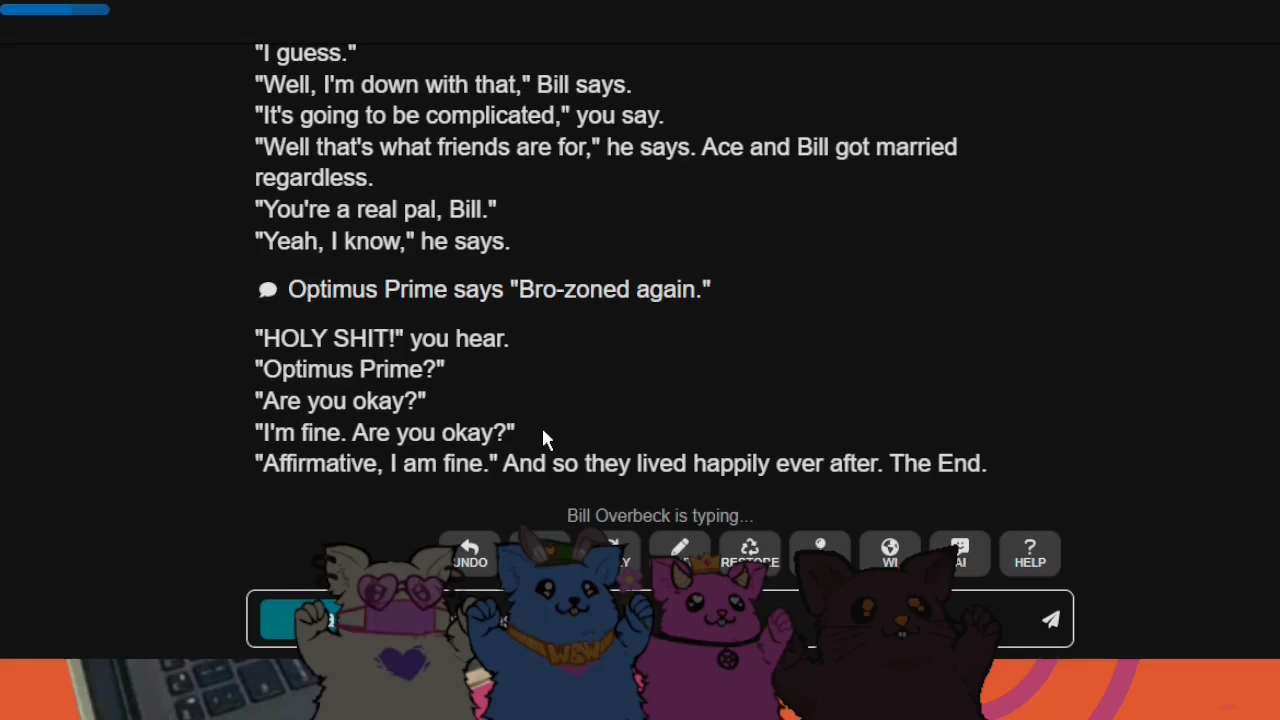 "I guess."
"Well, I'm down with that," Bill says.
"It's going to be complicated," you say.
"Well that's what friends are for," he says. Ace and Bill got married
regardless.
"You're a real pal, Bill."
"Yeah, I know," he says.
Optimus Prime says "Bro-zoned again."
"HOLY SHIT!" you hear.
"Optimus Prime?"
"Are you okay?"
"I'm fine. Are you okay?"
"Affirmative, I am fine." And so they lived happily ever after. The End.
Bill Overbeck is typing...
UNDO
WI
AI
? HELP
WBW